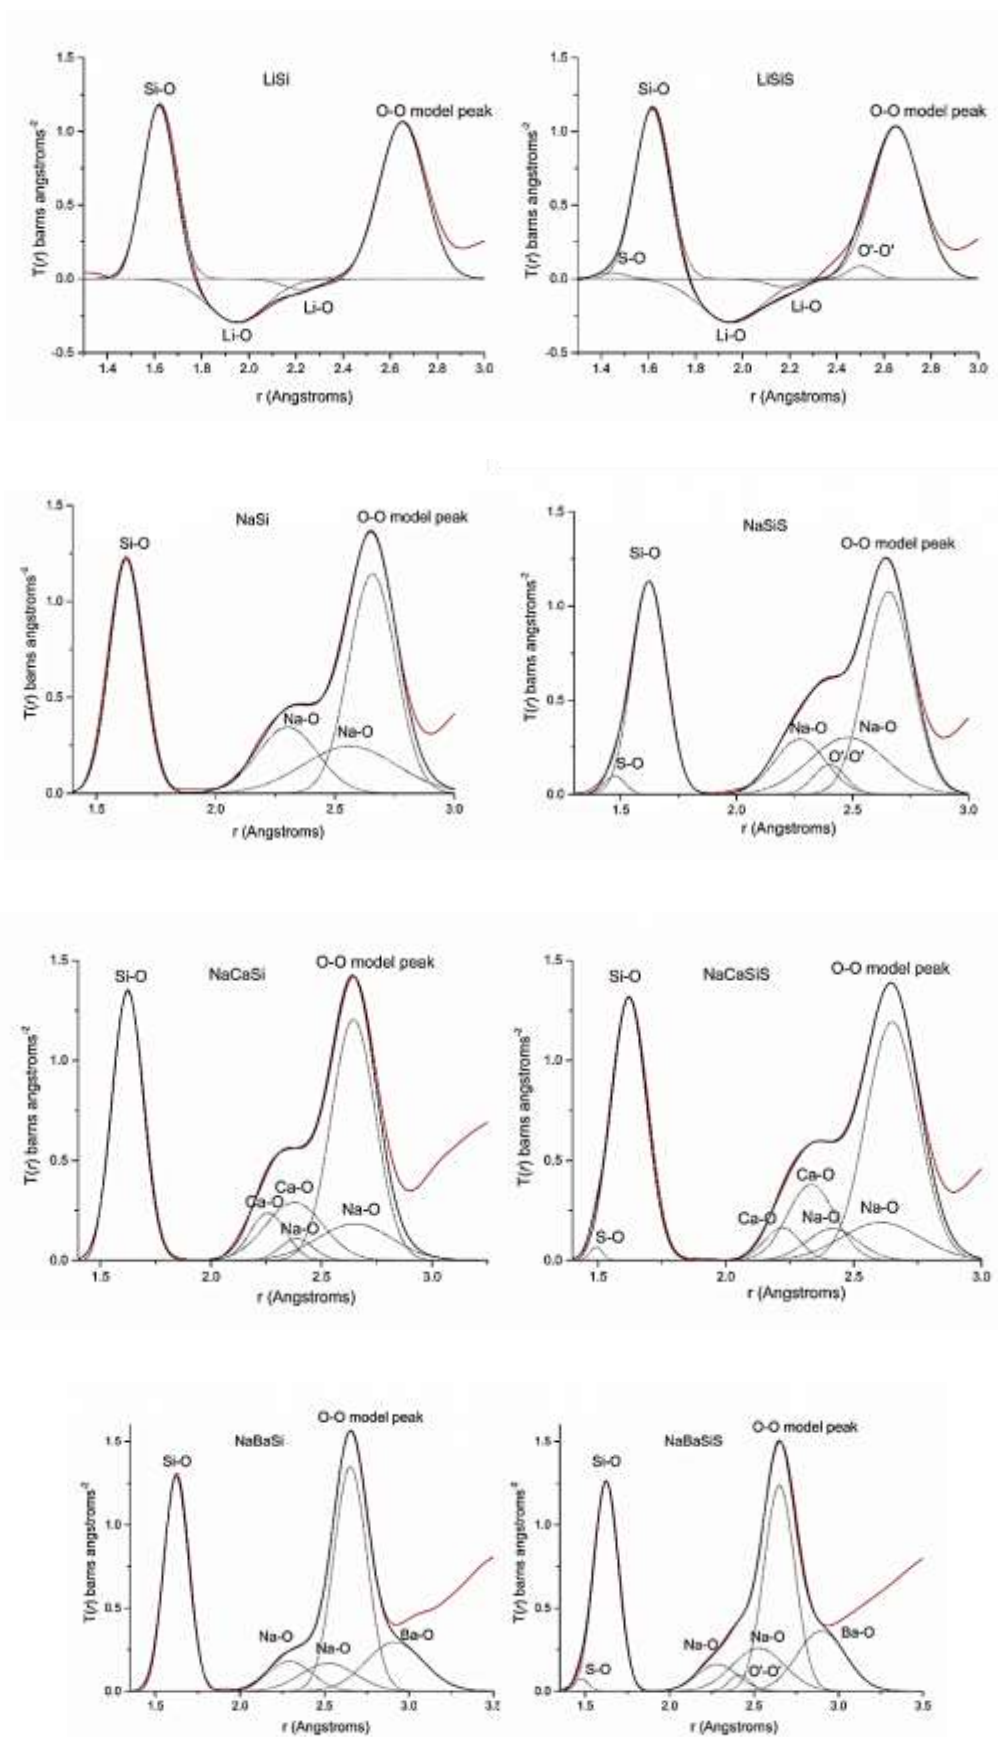 LiSi
Si-O
O-O model peak
Li-O
Li-O
T(r) barns angstroms-2
1.5
1.0
0.5
0.0
-0.5
1.4 1.6 1.8 2.0 2.2 2.4 2.6 2.8 3.0
r (Angstroms)
LiSiS
Si-O
O-O model peak
S-O
O'-O'
Li-O
Li-O
T(r) barns angstroms-2
1.5
1.0
0.5
0.0
-0.5
1.4 1.6 1.8 2.0 2.2 2.4 2.6 2.8 3.0
r (Angstroms)
NaSi
O-O model peak
Si-O
Na-O
Na-O
T(r) barns angstroms-2
1.5
1.0
0.5
0.0
1.5 2.0 2.5 3.0
r (Angstroms)
NaSiS
O-O model peak
Si-O
Na-O
Na-O
O'-O'
S-O
T(r) barns angstroms-2
1.5
1.0
0.5
0.0
1.5 2.0 2.5 3.0
r (Angstroms)
NaCaSi
O-O model peak
Si-O
Ca-O
Ca-O
Na-O
Na-O
T(r) barns angstroms-2
1.5
1.0
0.5
0.0
1.5 2.0 2.5 3.0
r (Angstroms)
NaCaSiS
O-O model peak
Si-O
Ca-O
Ca-O
Na-O
Na-O
S-O
T(r) barns angstroms-2
1.5
1.0
0.5
0.0
1.5 2.0 2.5 3.0
r (Angstroms)
O-O model peak
NaBaSi
Si-O
Na-O
Na-O
Ba-O
T(r) barns angstroms-2
1.5
1.0
0.5
0.0
1.5 2.0 2.5 3.0 3.5
r (Angstroms)
O-O model peak
NaBaSiS
Si-O
Na-O
Na-O
Ba-O
O'-O'
S-O
T(r) barns angstroms-2
1.5
1.0
0.5
0.0
1.5 2.0 2.5 3.0 3.5
r (Angstroms)